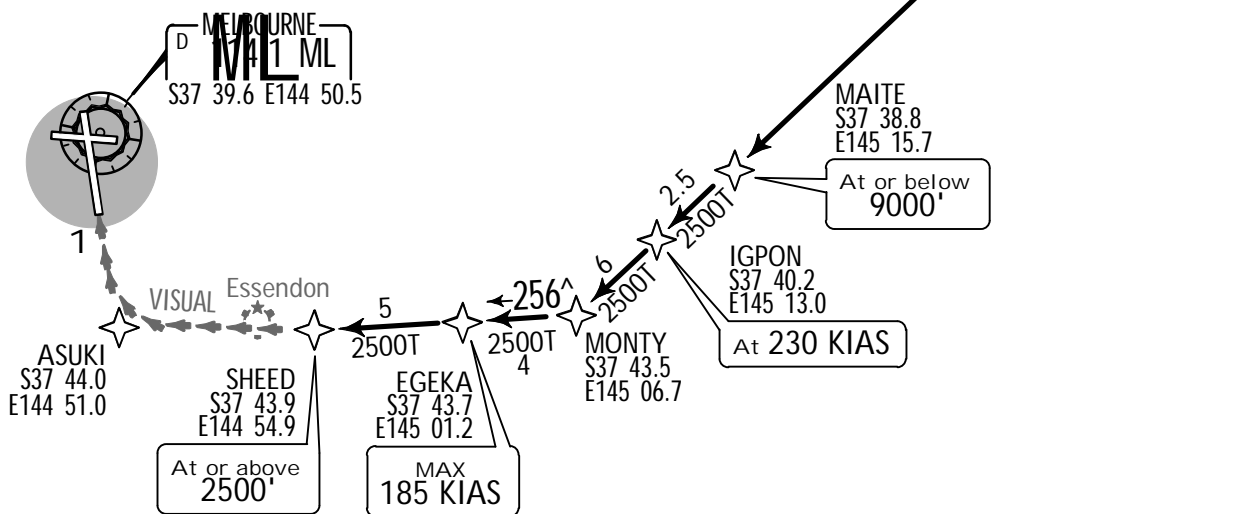 MELBOURNE
D 114.1 ML
ML
S37 39.6 E144 50.5
MAITE
S37 38.8
E145 15.7
At or below
9000'
2.5
2500T
IGPON
S37 40.2
E145 13.0
At 230 KIAS
6
2500T
MONTY
S37 43.5
E145 06.7
256^
2500T
4
EGEKA
S37 43.7
E145 01.2
MAX
185 KIAS
5
2500T
SHEED
S37 43.9
E144 54.9
At or above
2500'
Essendon
VISUAL
1
ASUKI
S37 44.0
E144 51.0